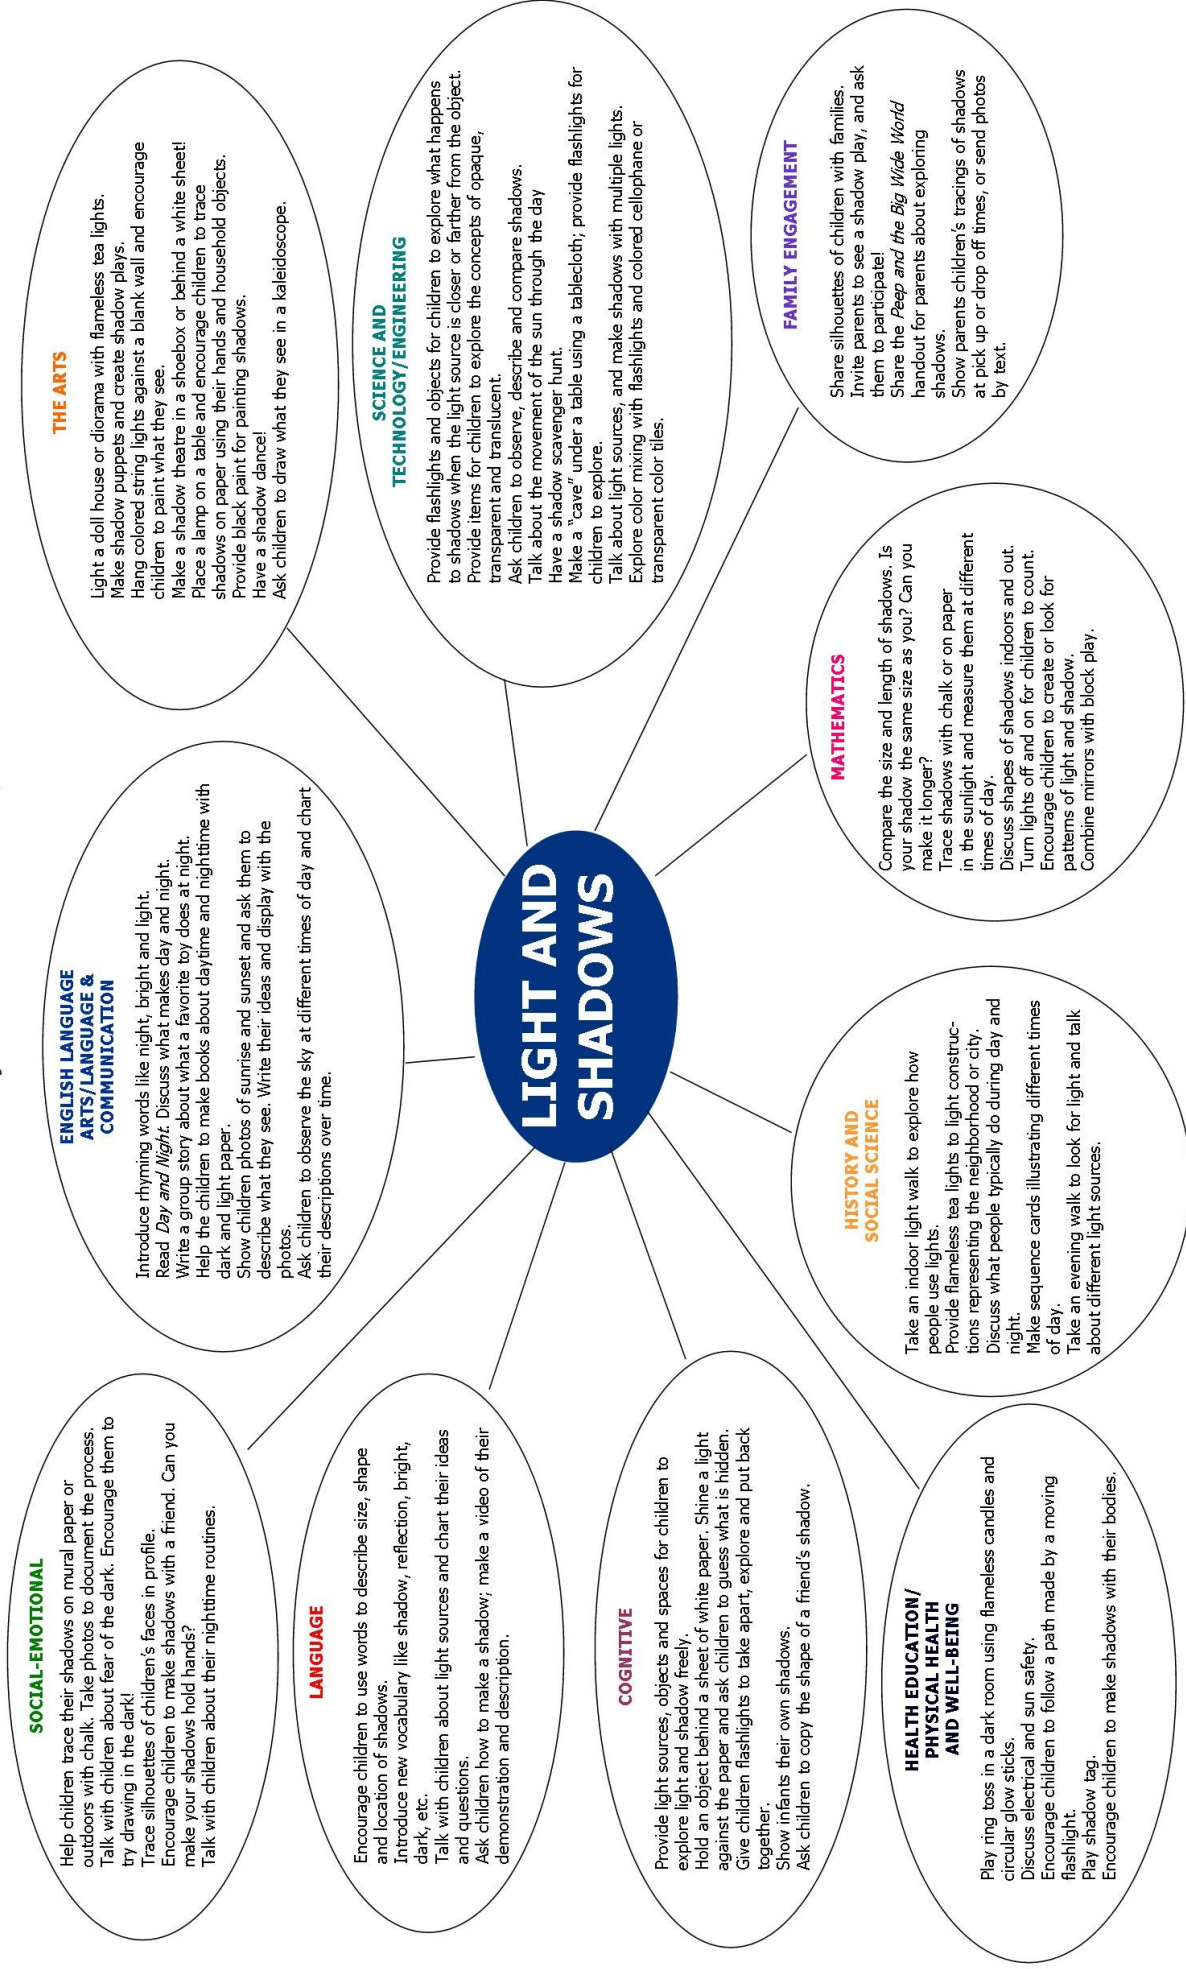 SOCIAL-EMOTIONAL
Help children trace their shadows on mural paper or
outdoors with chalk. Take photos to document the process.
Talk with children about fear of the dark. Encourage them to
try drawing in the dark!
Trace silhouettes of children's faces in profile.
Encourage children to make shadows with a friend. Can you
make your shadows hold hands?
Talk with children about their nighttime routines.
ENGLISH LANGUAGE
ARTS/LANGUAGE &
COMMUNICATION
Introduce rhyming words like night, bright and light.
Read Day and Night. Discuss what makes day and night.
Write a group story about what a favorite toy does at night.
Help the children to make books about daytime and nighttime with
dark and light paper.
Show children photos of sunrise and sunset and ask them to
describe what they see. Write their ideas and display with the
photos.
Ask children to observe the sky at different times of day and chart
their descriptions over time.
THE ARTS
Light a doll house or diorama with flameless tea lights.
Make shadow puppets and create shadow plays.
Hang colored string lights against a blank wall and encourage
children to paint what they see.
Make a shadow theatre in a shoebox or behind a white sheet!
Place a lamp on a table and encourage children to trace
shadows on paper using their hands and household objects.
Provide black paint for painting shadows.
Have a shadow dance!
Ask children to draw what they see in a kaleidoscope.
LANGUAGE
Encourage children to use words to describe size, shape
and location of shadows.
Introduce new vocabulary like shadow, reflection, bright,
dark, etc.
Talk with children about light sources and chart their ideas
and questions.
Ask children how to make a shadow; make a video of their
demonstration and description.
LIGHT AND
SHADOWS
SCIENCE AND
TECHNOLOGY/ENGINEERING
Provide flashlights and objects for children to explore what happens
to shadows when the light source is closer or farther from the object.
Provide items for children to explore the concepts of opaque,
transparent and translucent.
Ask children to observe, describe and compare shadows.
Talk about the movement of the sun through the day
Have a shadow scavenger hunt.
Make a "cave" under a table using a tablecloth; provide flashlights for
children to explore.
Talk about light sources, and make shadows with multiple lights.
Explore color mixing with flashlights and colored cellophane or
transparent color tiles.
COGNITIVE
Provide light sources, objects and spaces for children to
explore light and shadow freely.
Hold an object behind a sheet of white paper. Shine a light
against the paper and ask children to guess what is hidden.
Give children flashlights to take apart, explore and put back
together.
Show infants their own shadows.
Ask children to copy the shape of a friend's shadow.
FAMILY ENGAGEMENT
Share silhouettes of children with families.
Invite parents to see a shadow play, and ask
them to participate!
Share the Peep and the Big Wide World
handout for parents about exploring
shadows.
Show parents children's tracings of shadows
at pick up or drop off times, or send photos
by text.
HEALTH EDUCATION/
PHYSICAL HEALTH
AND WELL-BEING
Play ring toss in a dark room using flameless candles and
circular glow sticks.
Discuss electrical and sun safety.
Encourage children to follow a path made by a moving
flashlight.
Play shadow tag.
Encourage children to make shadows with their bodies.
HISTORY AND
SOCIAL SCIENCE
Take an indoor light walk to explore how
people use lights.
Provide flameless tea lights to light construc-
tions representing the neighborhood or city.
Discuss what people typically do during day and
night.
Make sequence cards illustrating different times
of day.
Take an evening walk to look for light and talk
about different light sources.
MATHEMATICS
Compare the size and length of shadows. Is
your shadow the same size as you? Can you
make it longer?
Trace shadows with chalk or on paper
in the sunlight and measure them at different
times of day.
Discuss shapes of shadows indoors and out.
Turn lights off and on for children to count.
Encourage children to create or look for
patterns of light and shadow.
Combine mirrors with block play.